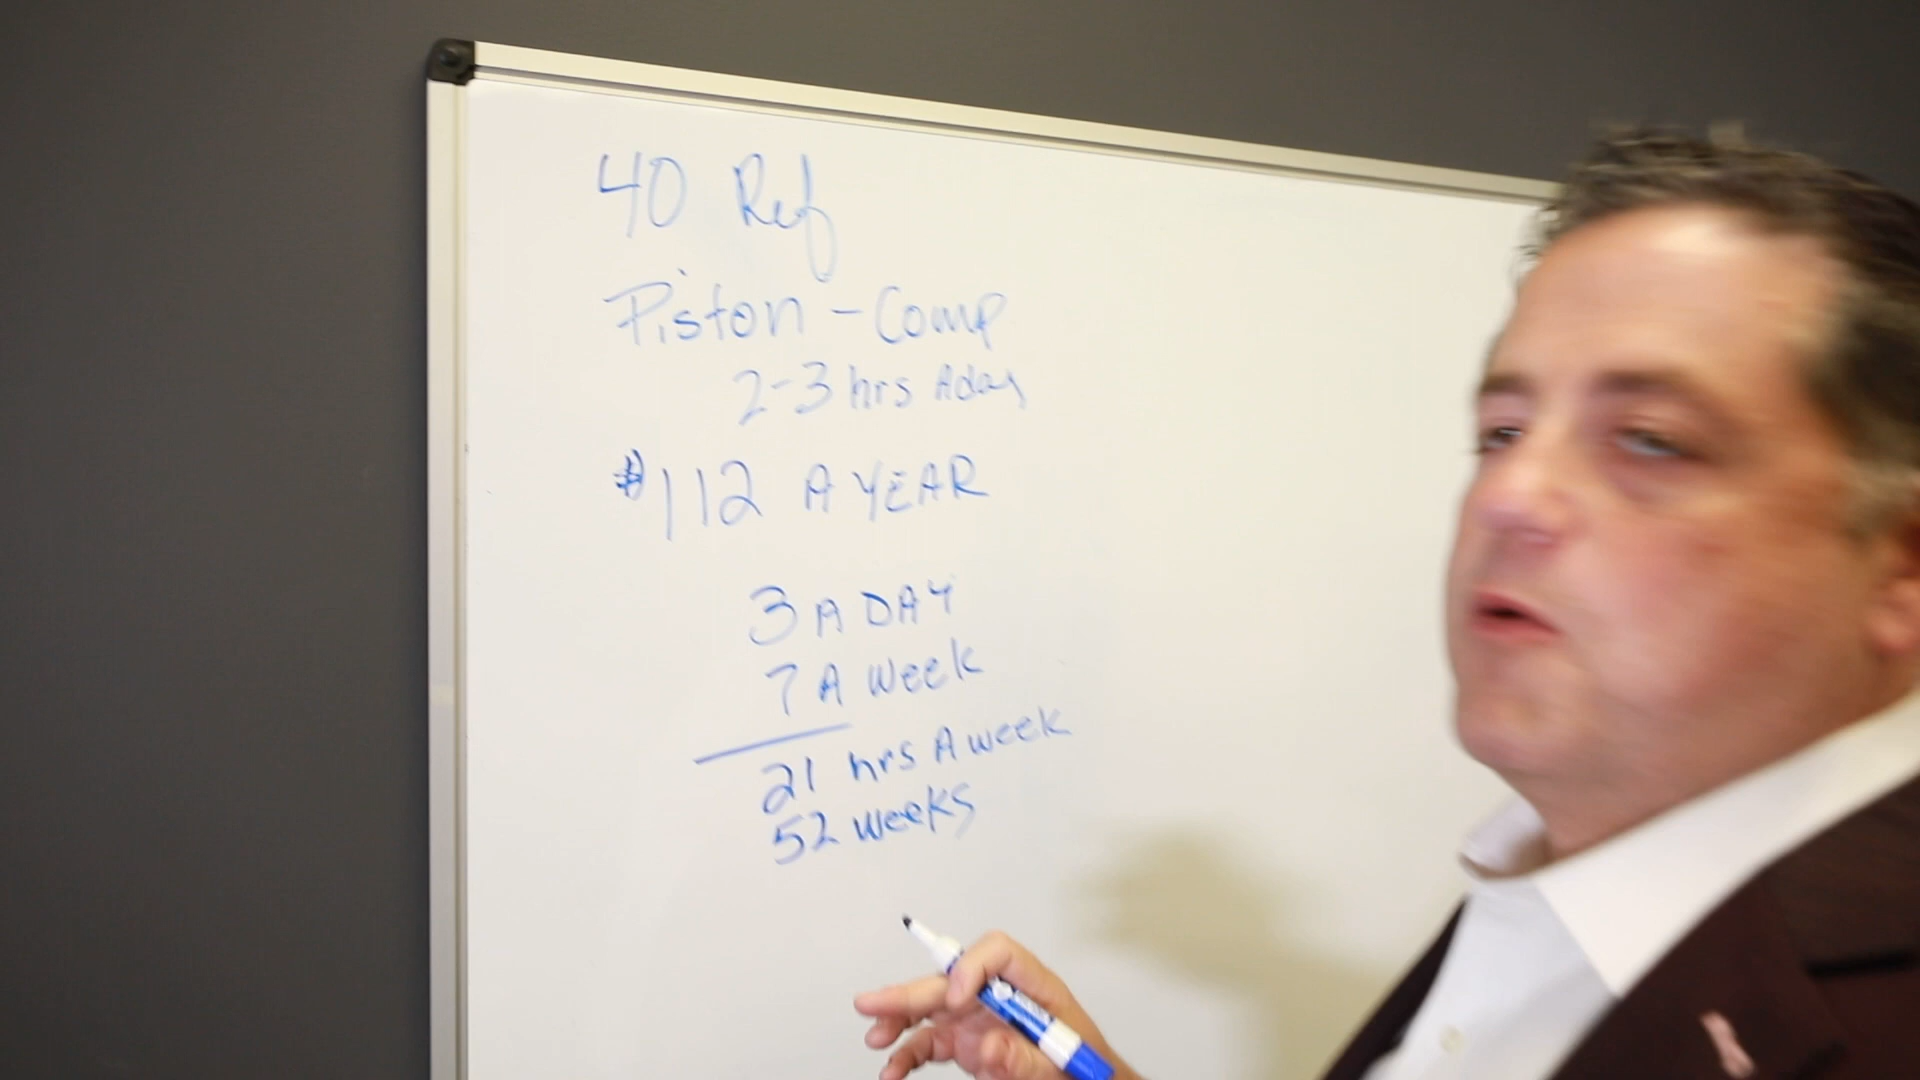 40 Ref
Piston - Comp
2-3 hrs A day
$112 A YEAR
3 A DAY
7 A week
21 hrs A week
52 weeks